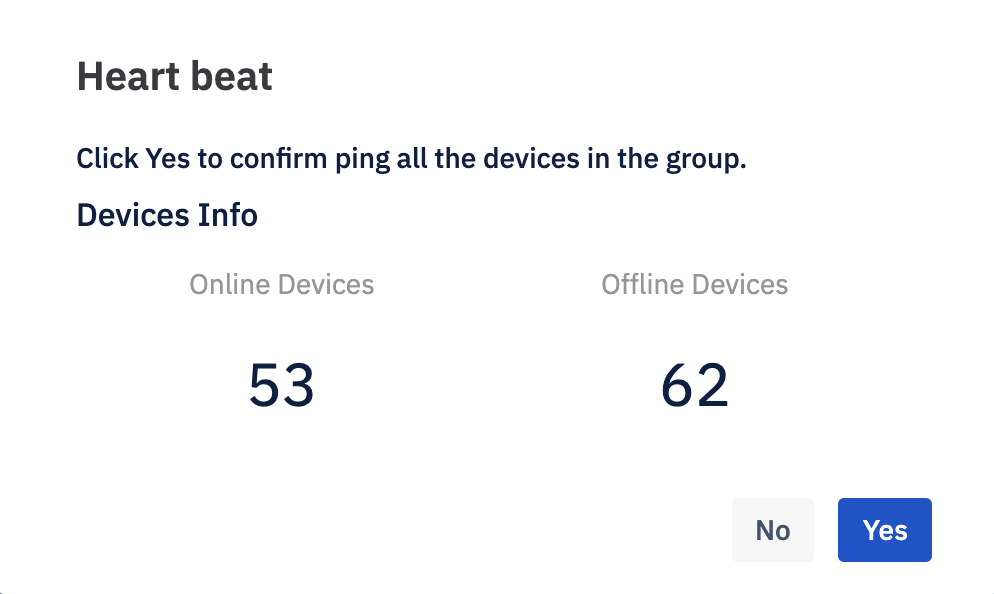 Heart beat
Click Yes to confirm ping all the devices in the group.
Devices Info
Online Devices
Offline Devices
53
62
No
Yes